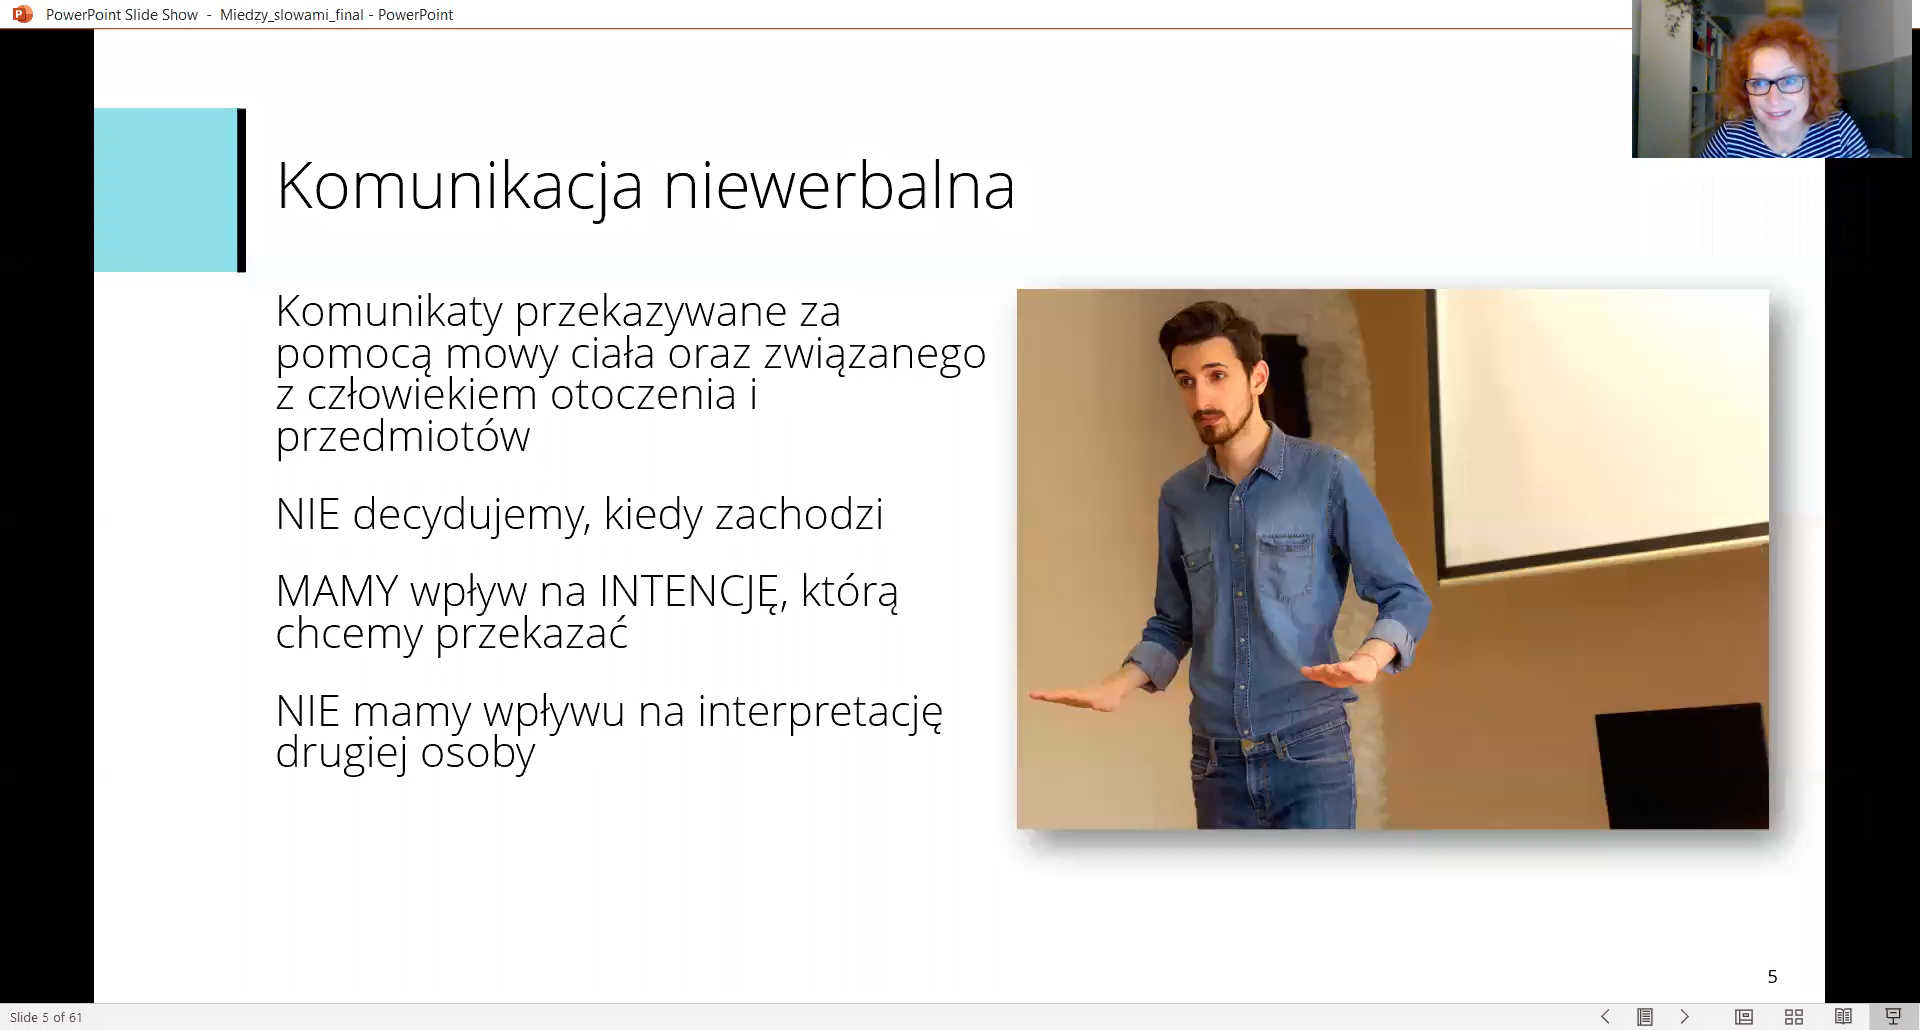 PowerPoint Slide Show - Miedzy_slowami_final - PowerPoint
Komunikacja niewerbalna
Komunikaty przekazywane za
pomocą mowy ciała oraz związanego
z człowiekiem otoczenia i
przedmiotów
NIE decydujemy, kiedy zachodzi
MAMY wpływ na INTENCJĘ, którą
chcemy przekazać
NIE mamy wpływu na interpretację
drugiej osoby
5
Slide 5 of 61